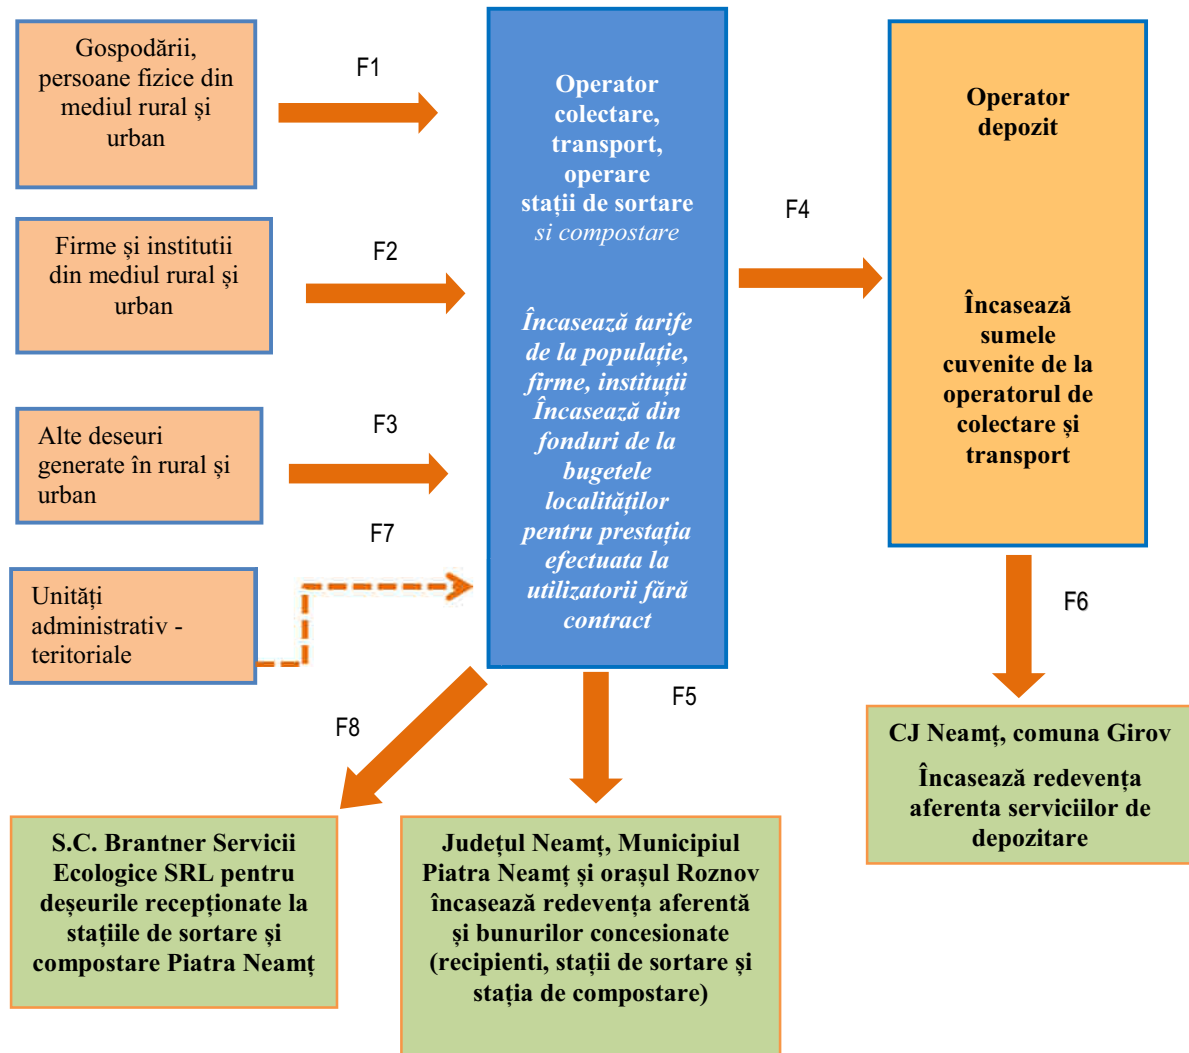 Gospodării,
persoane fizice din
mediul rural și
urban
F1
Firme și institutii
din mediul rural și
urban
F2
Alte deseuri
generate în rural și
urban
F3
Unități
administrativ -
teritoriale
F7
Operator
colectare,
transport,
operare
stații de sortare
si compostare
Încasează tarife
de la populație,
firme, instituții
Încasează din
fonduri de la
bugetele
localităților
pentru prestația
efectuata la
utilizatorii fără
contract
F4
Operator
depozit
Încasează
sumele
cuvenite de la
operatorul de
colectare și
transport
F6
F5
F8
CJ Neamț, comuna Girov
Încasează redevența
aferenta serviciilor de
depozitare
S.C. Brantner Servicii
Ecologice SRL pentru
deșeurile recepționate la
stațiile de sortare și
compostare Piatra Neamț
Județul Neamț, Municipiul
Piatra Neamț și orașul Roznov
încasează redevența aferentă
și bunurilor concesionate
(recipienti, stații de sortare și
stația de compostare)